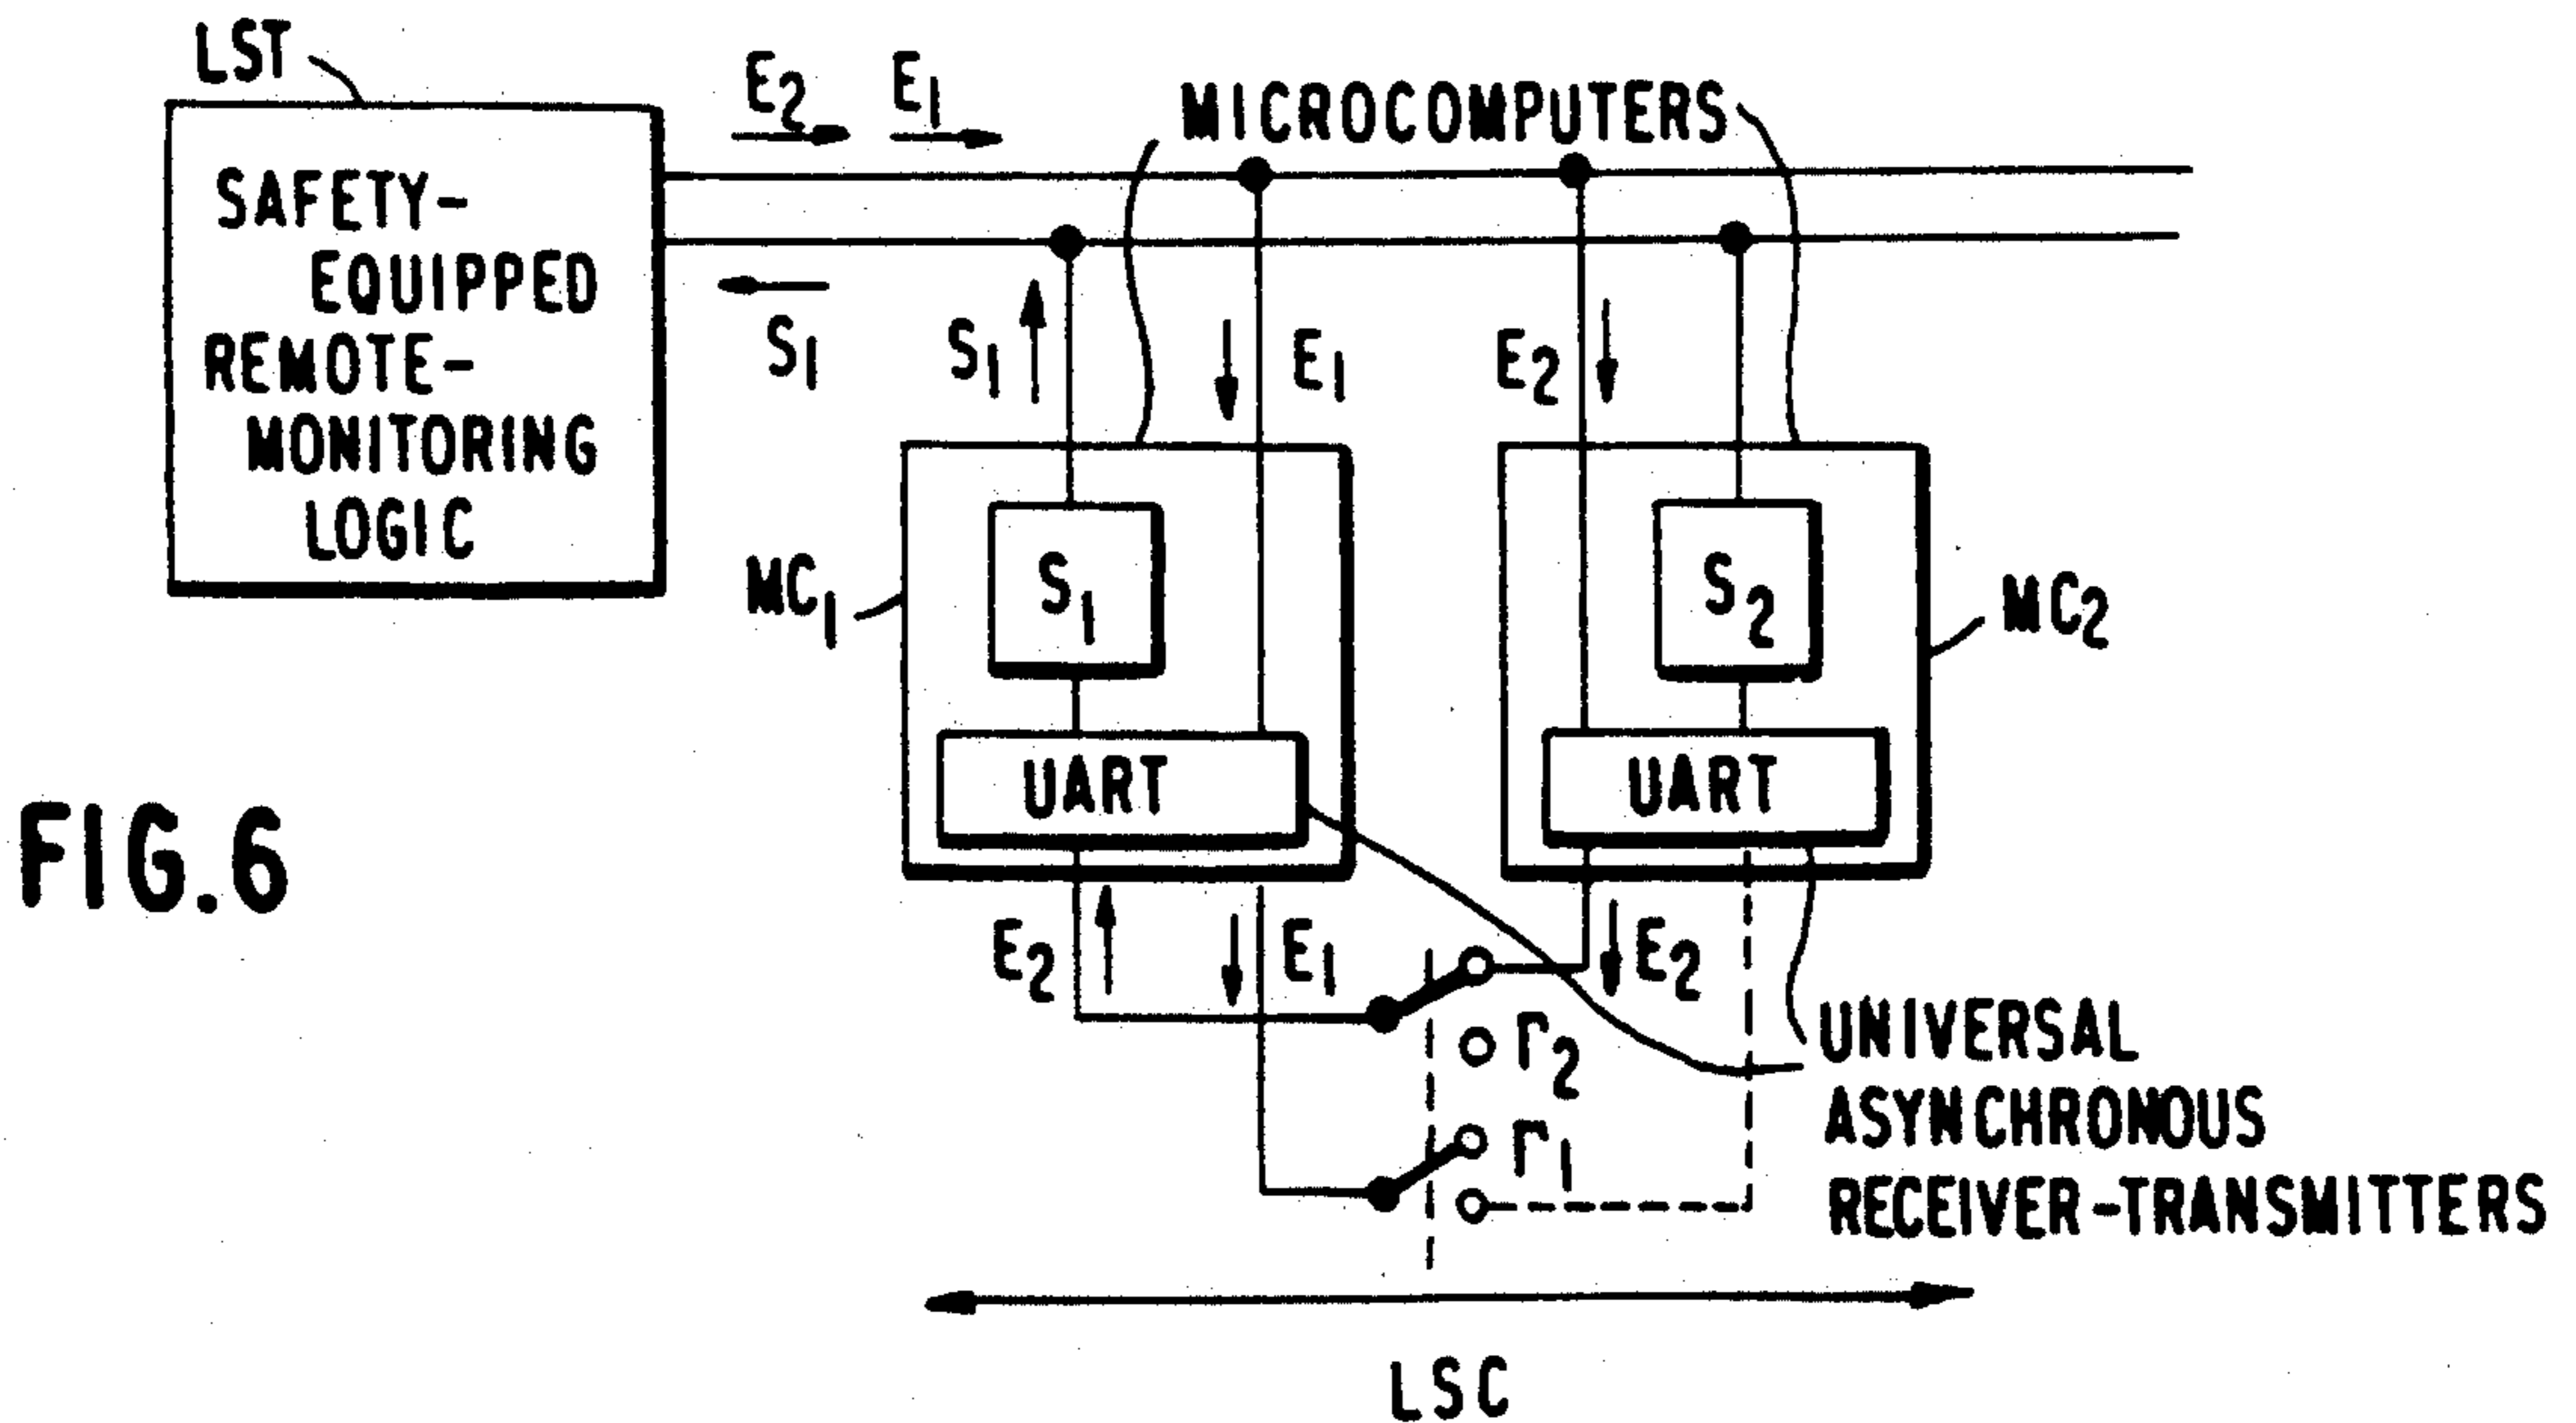 LST
E2 E1
MICROCOMPUTERS
SAFETY-
EQUIPPED
REMOTE-
MONITORING
LOGIC
S1
S1
E1
E2
MC1
S1
S2
MC2
UART
UART
FIG.6
E2
E1
E2
r2
r1
UNIVERSAL
ASYNCHRONOUS
RECEIVER-TRANSMITTERS
LSC